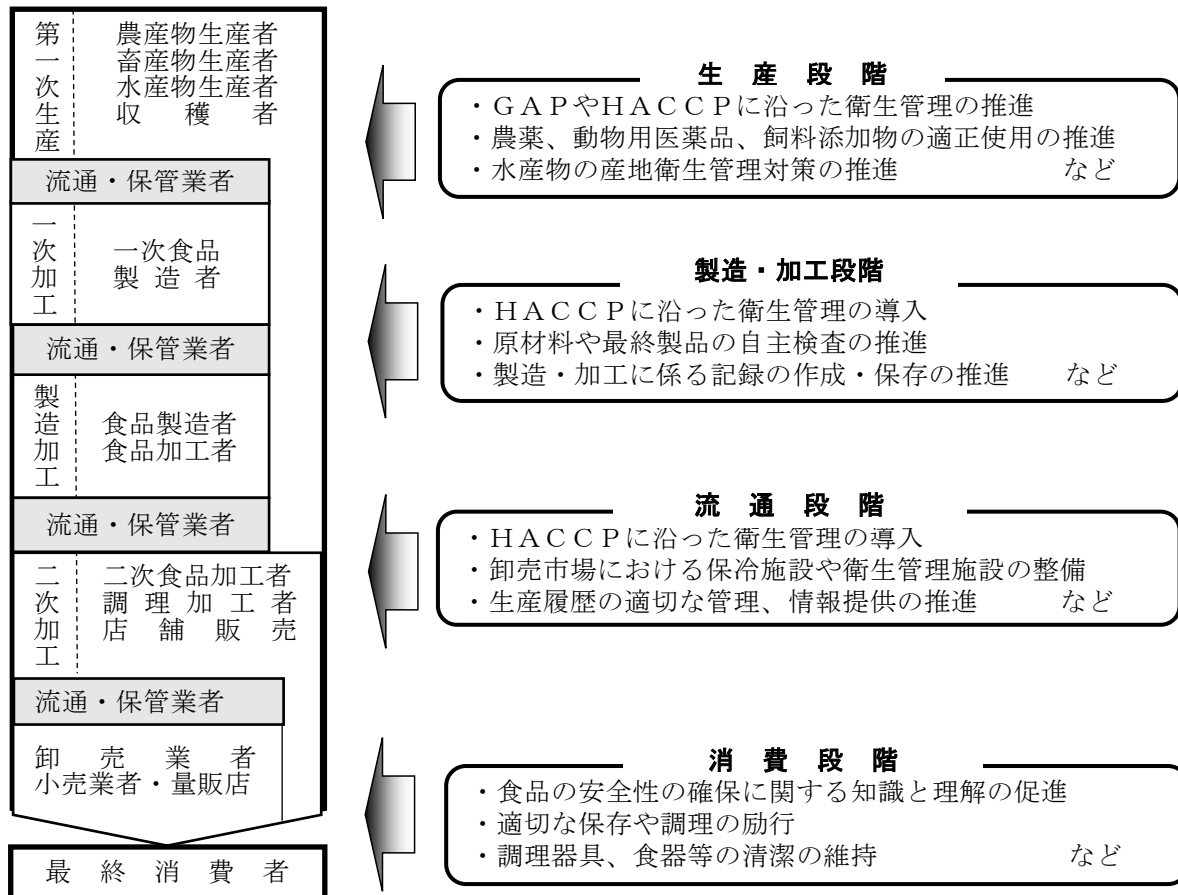 第一次生産
農産物生産者
畜産物生産者
水産物生産者
収穫者
流通・保管業者
一次加工
一次食品
製造者
流通・保管業者
製造加工
食品製造者
食品加工者
流通・保管業者
二次加工
二次食品加工者
調理加工者
店舗販売
流通・保管業者
卸売業者
小売業者・量販店
最終消費者
生産段階
・ＧＡＰやＨＡＣＣＰに沿った衛生管理の推進
・農薬、動物用医薬品、飼料添加物の適正使用の推進
・水産物の産地衛生管理対策の推進　など
製造・加工段階
・ＨＡＣＣＰに沿った衛生管理の導入
・原材料や最終製品の自主検査の推進
・製造・加工に係る記録の作成・保存の推進　など
流通段階
・ＨＡＣＣＰに沿った衛生管理の導入
・卸売市場における保冷施設や衛生管理施設の整備
・生産履歴の適切な管理、情報提供の推進　など
消費段階
・食品の安全性の確保に関する知識と理解の促進
・適切な保存や調理の励行
・調理器具、食器等の清潔の維持　など